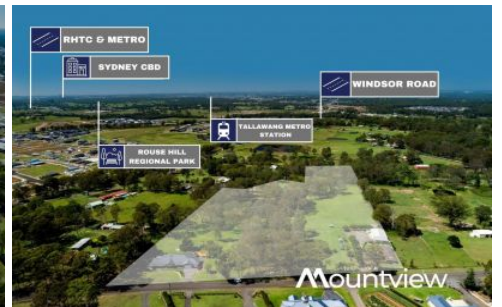 RHTC & METRO
SYDNEY CBD
WINDSOR ROAD
TALLAWANG METRO
STATION
ROUSE HILL
REGIONAL PARK
Mountview